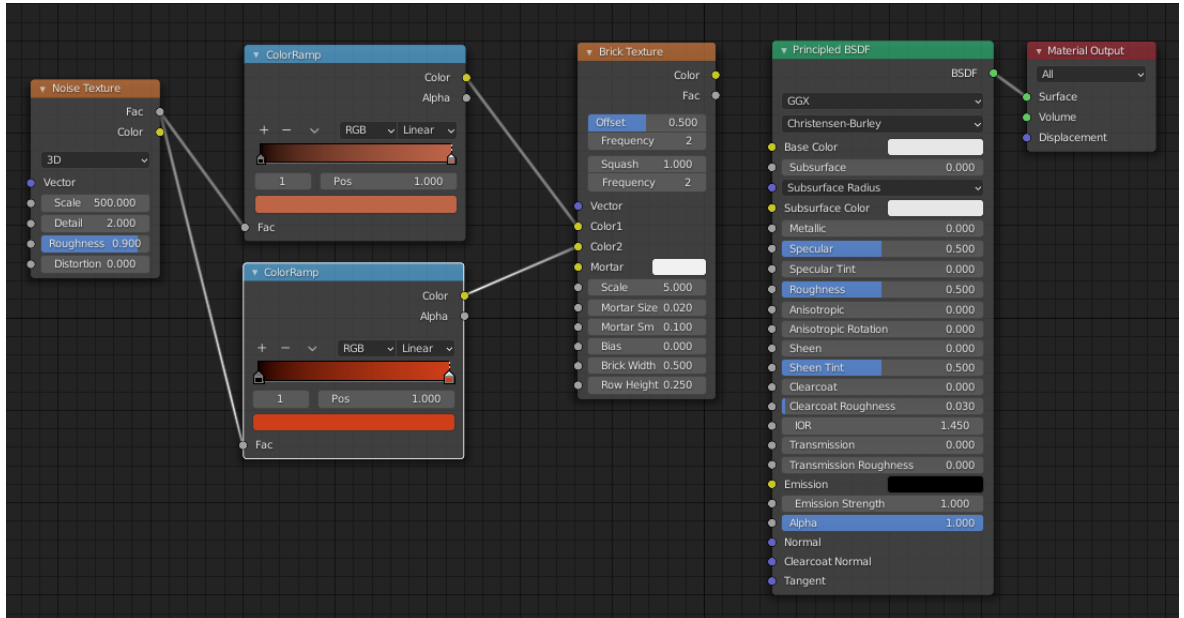 Noise Texture
Fac
Color
3D
Vector
Scale 500.000
Detail 2.000
Roughness 0.900
Distortion 0.000
ColorRamp
Color
Alpha
+ − RGB Linear
1 Pos 1.000
Fac
ColorRamp
Color
Alpha
+ − RGB Linear
1 Pos 1.000
Fac
Brick Texture
Color
Fac
Offset 0.500
Frequency 2
Squash 1.000
Frequency 2
Vector
Color1
Color2
Mortar
Scale 5.000
Mortar Size 0.020
Mortar Sm 0.100
Bias 0.000
Brick Width 0.500
Row Height 0.250
Principled BSDF
BSDF
GGX
Christensen-Burley
Base Color
Subsurface 0.000
Subsurface Radius
Subsurface Color
Metallic 0.000
Specular 0.500
Specular Tint 0.000
Roughness 0.500
Anisotropic 0.000
Anisotropic Rotation 0.000
Sheen 0.000
Sheen Tint 0.500
Clearcoat 0.000
Clearcoat Roughness 0.030
IOR 1.450
Transmission 0.000
Transmission Roughness 0.000
Emission
Emission Strength 1.000
Alpha 1.000
Normal
Clearcoat Normal
Tangent
Material Output
All
Surface
Volume
Displacement